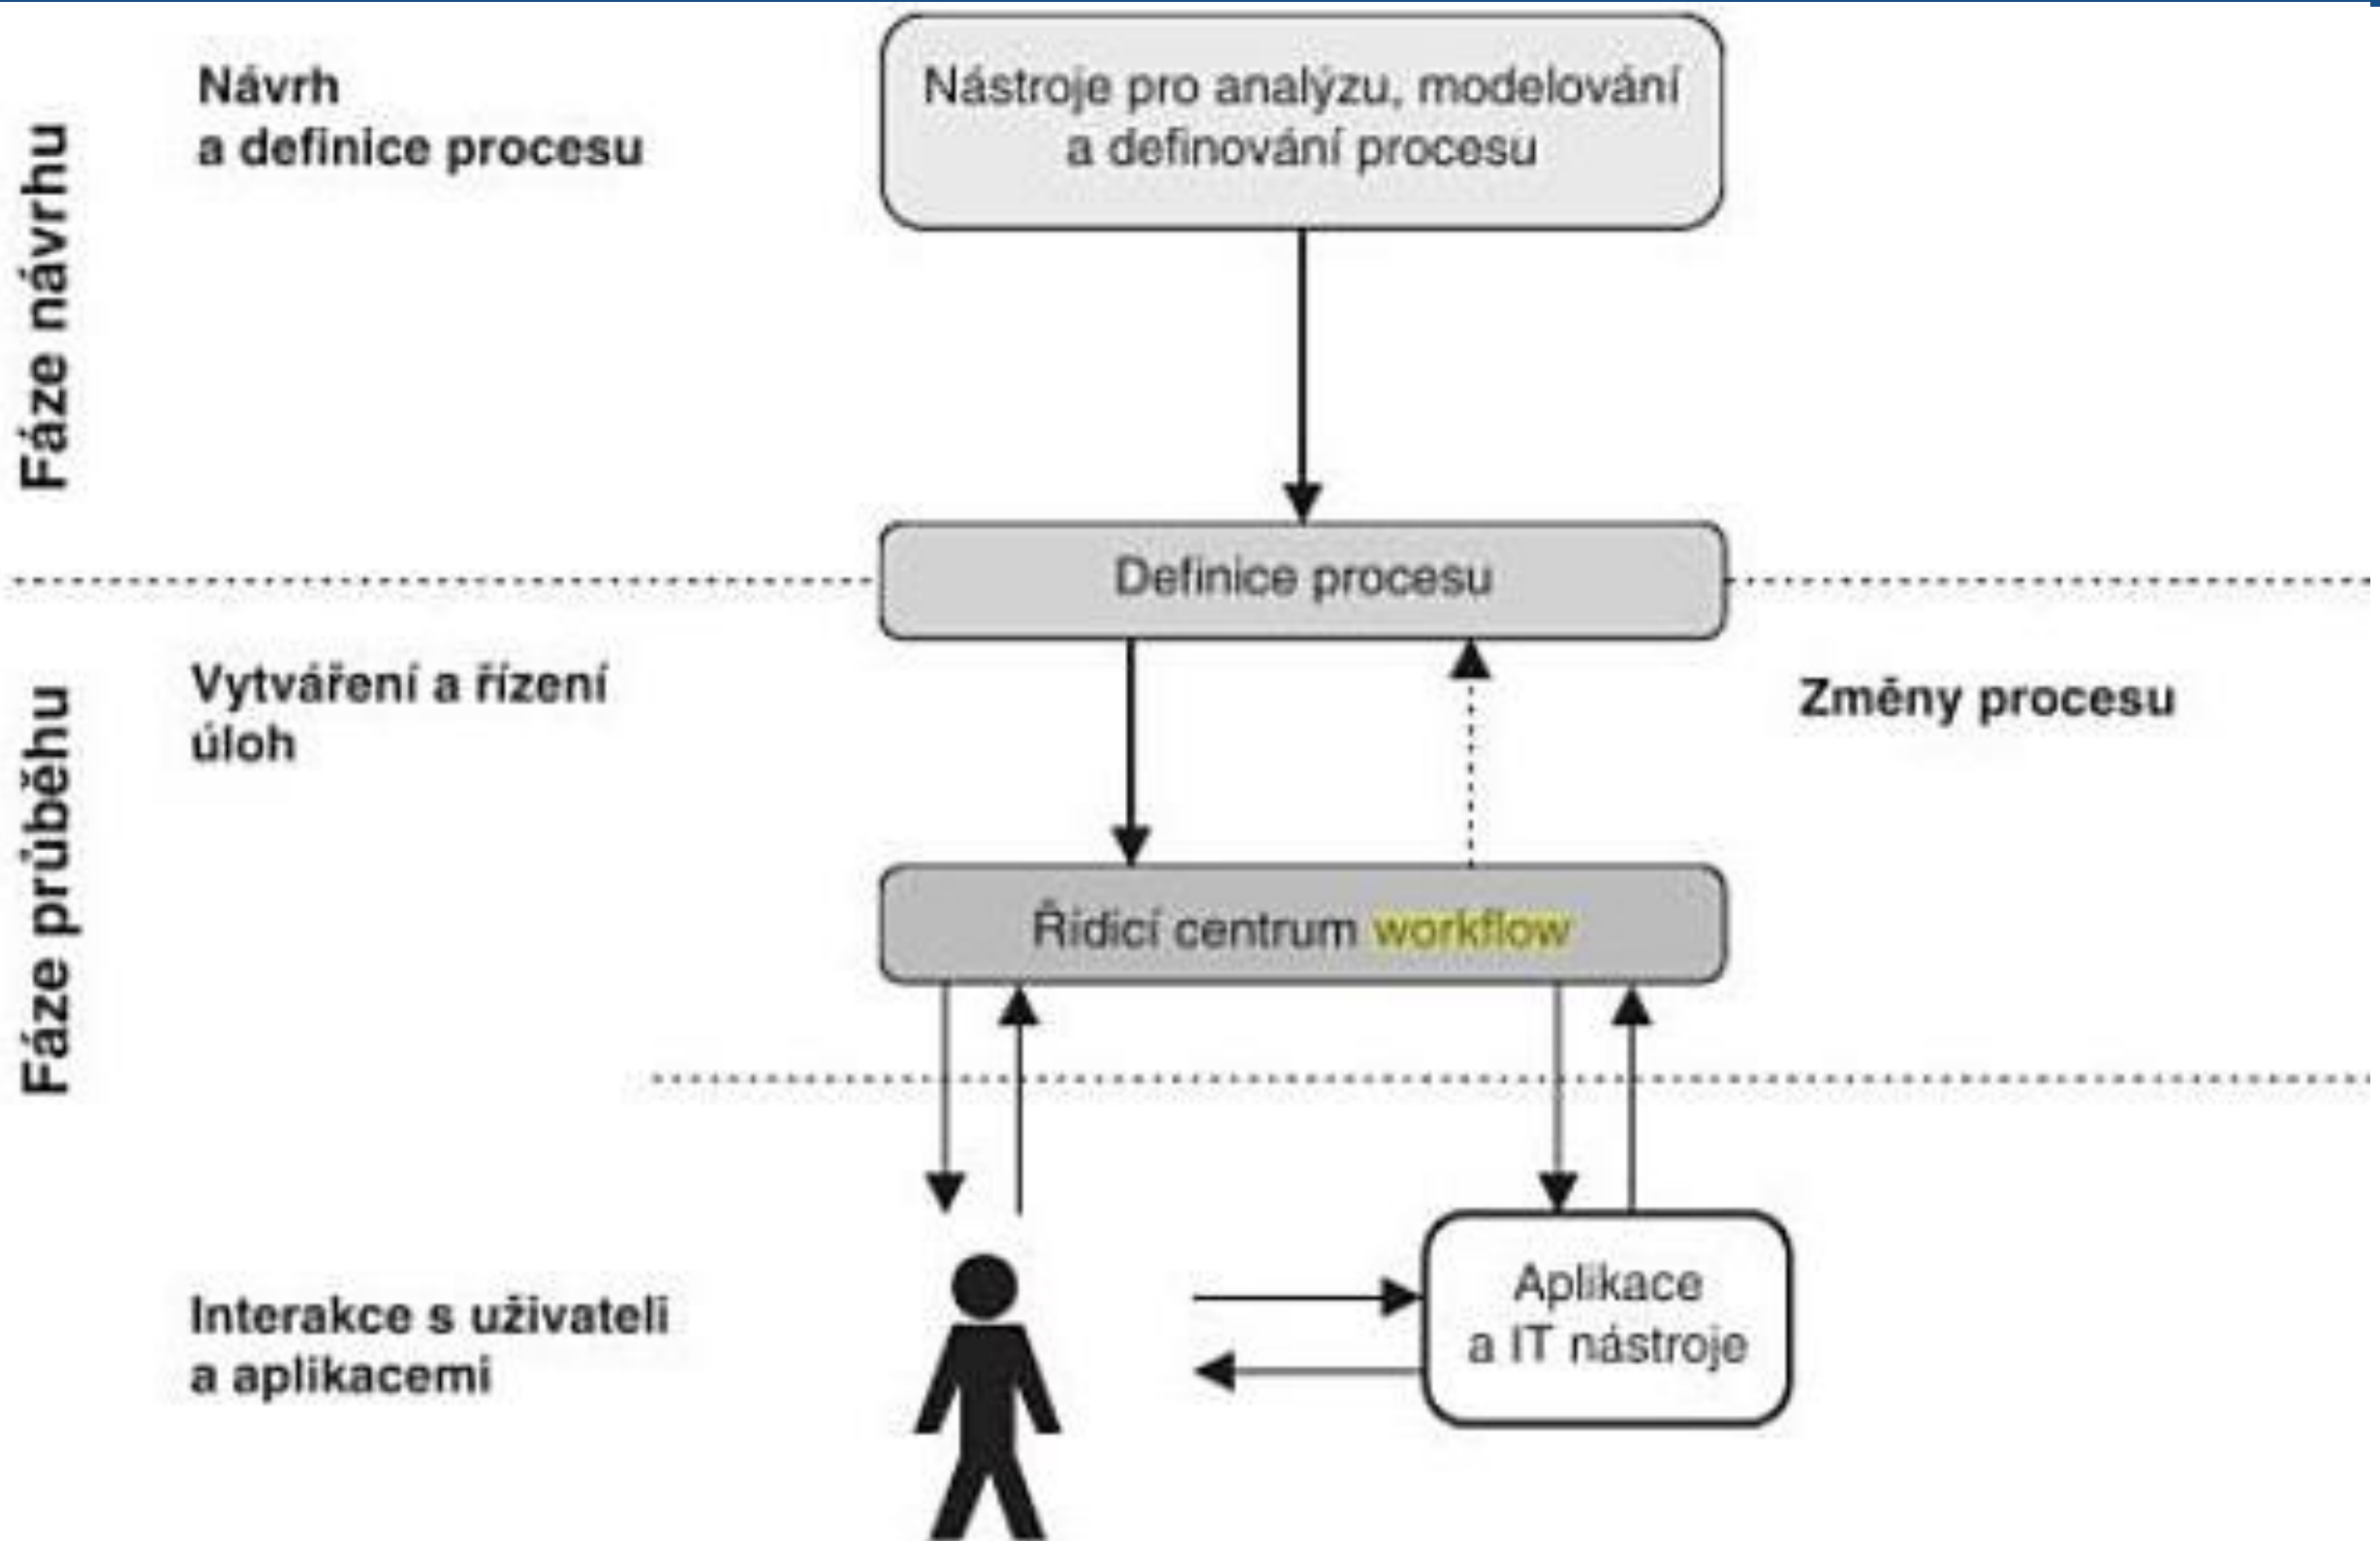 Fáze návrhu
Návrh
a definice procesu
Nástroje pro analýzu, modelování
a definování procesu
Definice procesu
Fáze průběhu
Vytváření a řízení
úloh
Změny procesu
Řídicí centrum workflow
Interakce s uživateli
a aplikacemi
Aplikace
a IT nástroje